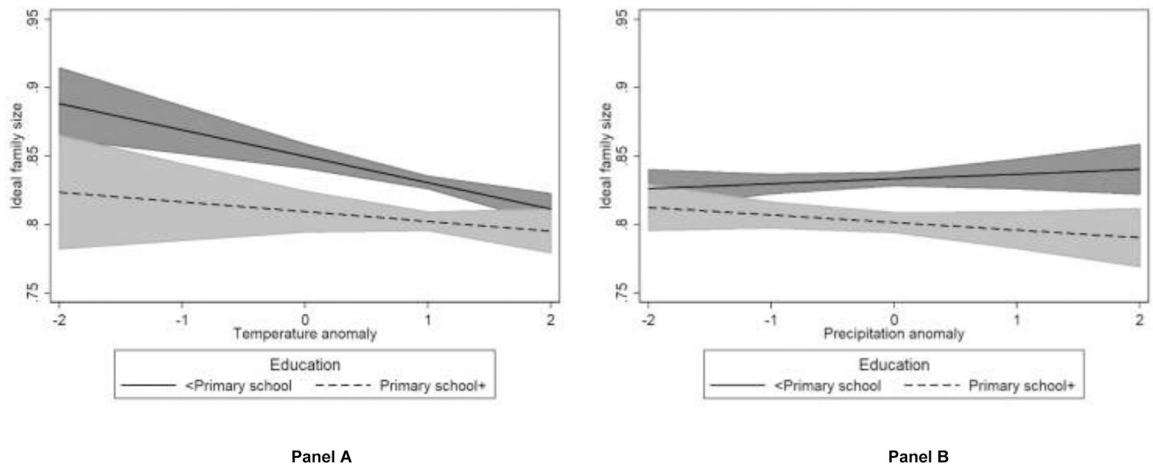 .95
.9
.85
.8
.75
Ideal family size
-2 -1 0 1 2
Temperature anomaly
Education
<Primary school Primary school+
Panel A
.95
.9
.85
.8
.75
Ideal family size
-2 -1 0 1 2
Precipitation anomaly
Education
<Primary school Primary school+
Panel B